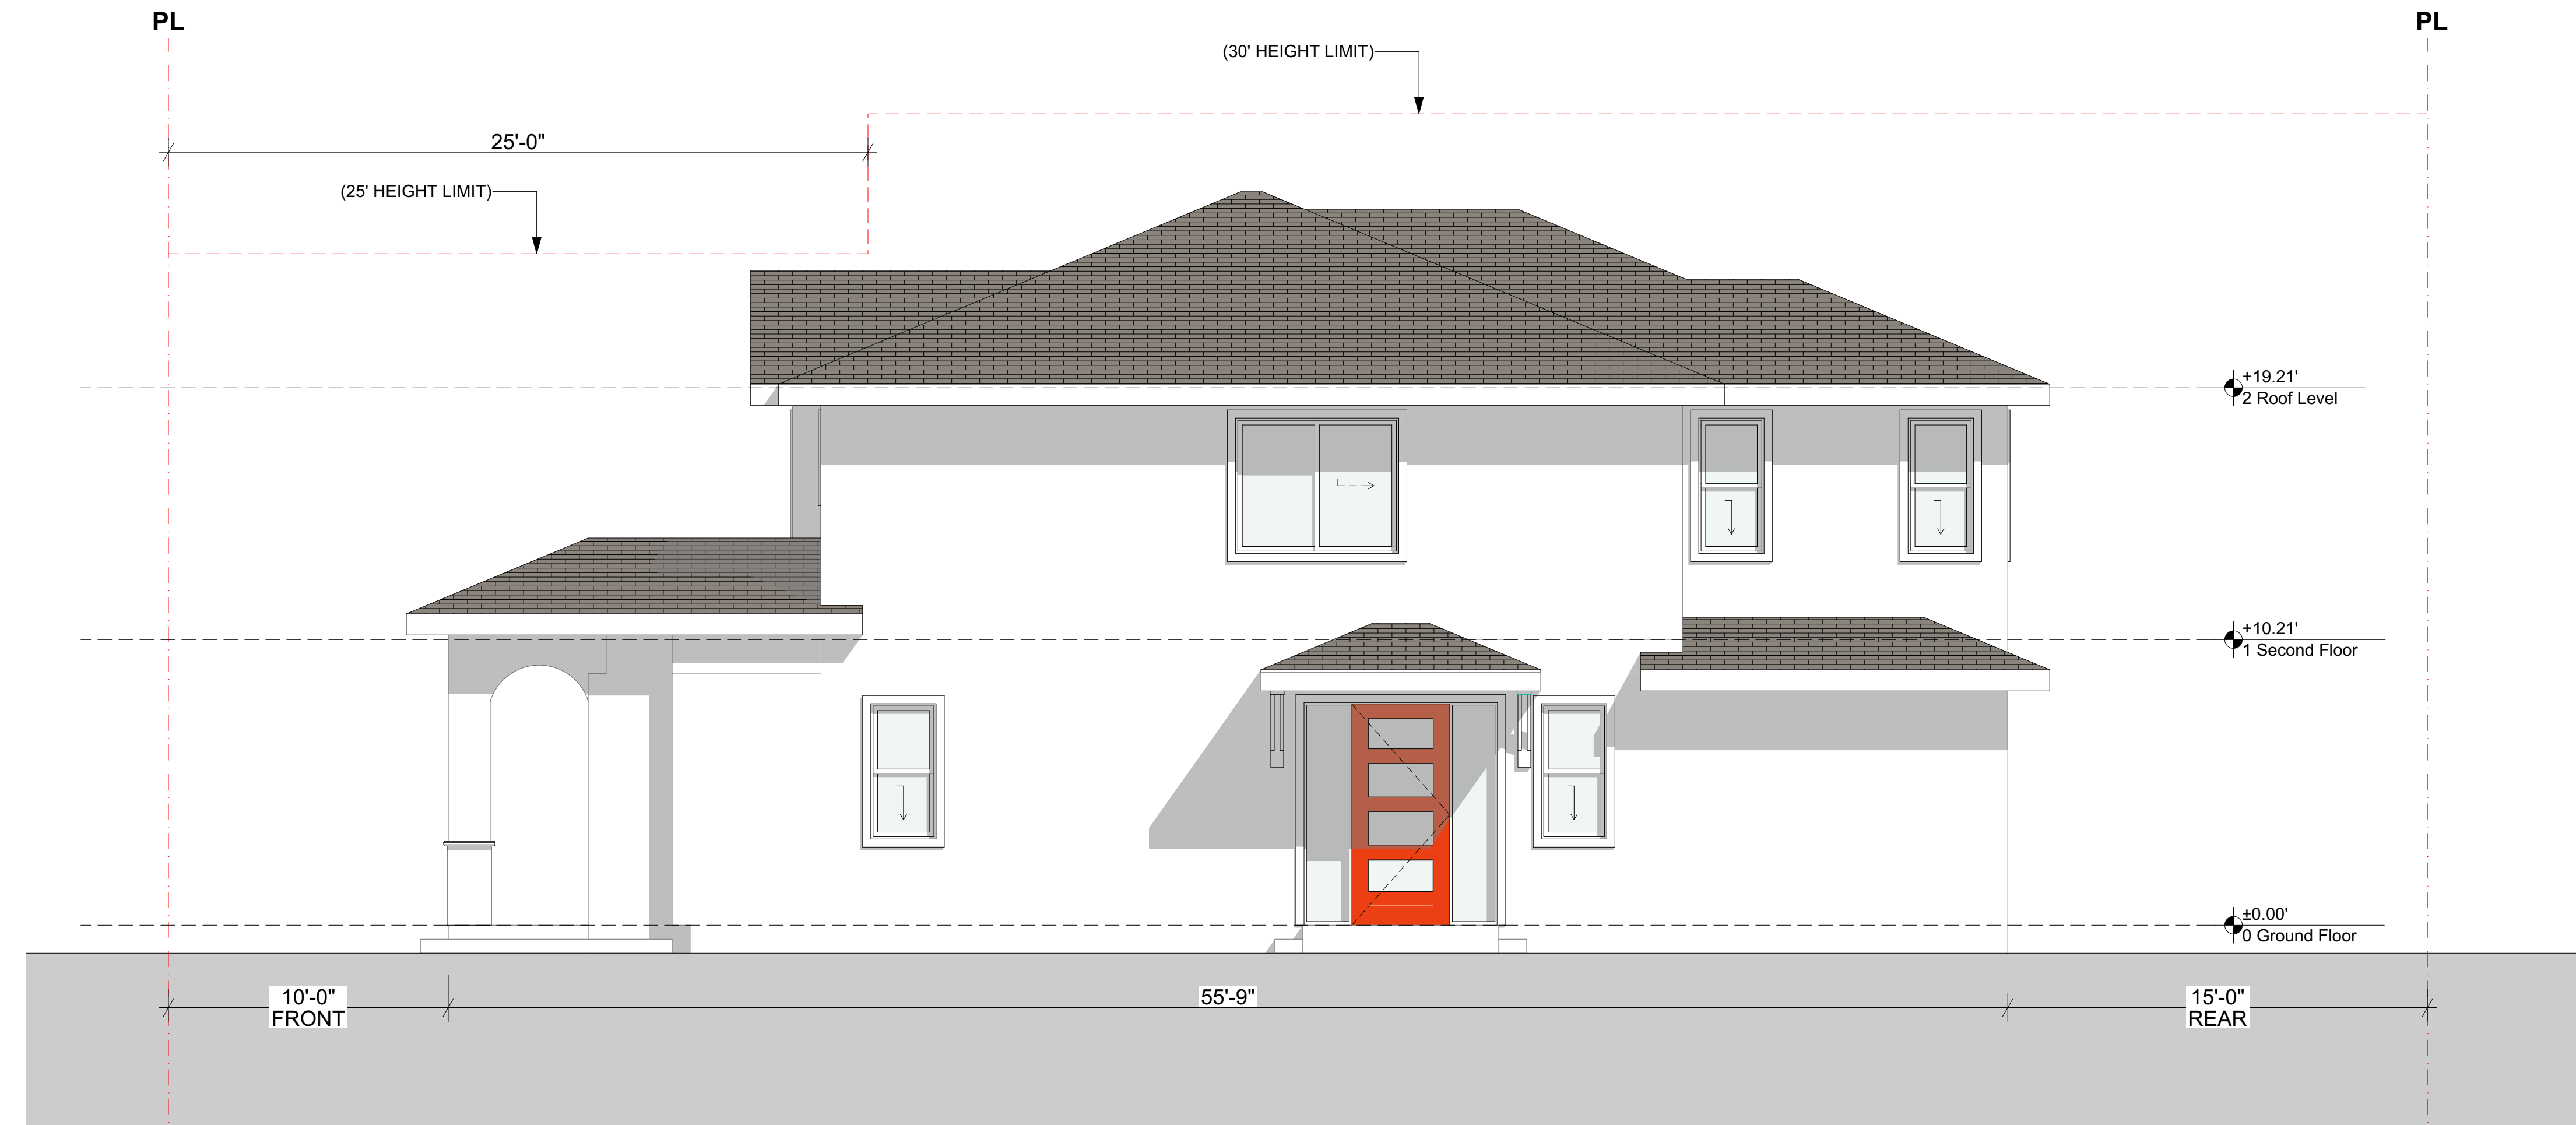 PL
PL
(30' HEIGHT LIMIT)
25'-0"
(25' HEIGHT LIMIT)
+19.21'
2 Roof Level
+10.21'
1 Second Floor
±0.00'
0 Ground Floor
10'-0"
FRONT
55'-9"
15'-0"
REAR